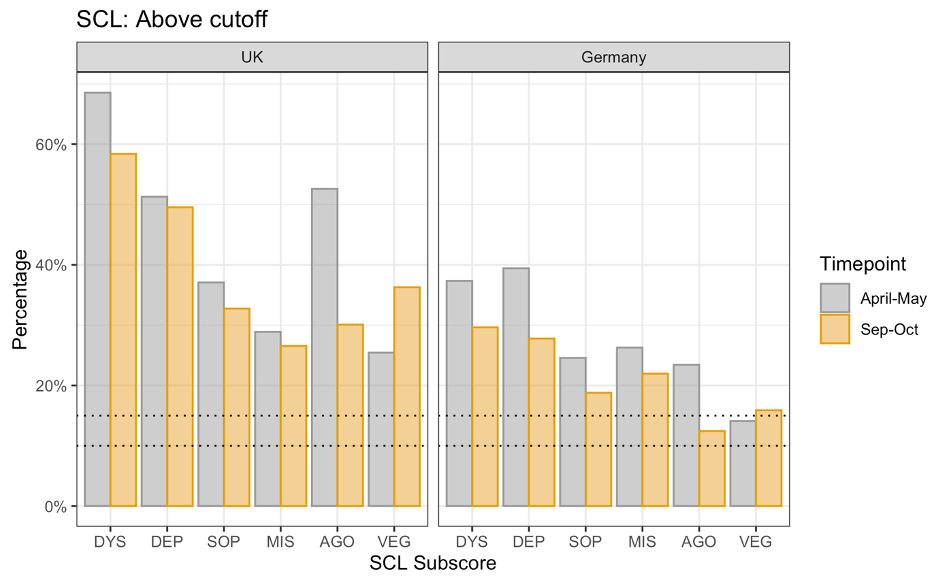 SCL: Above cutoff
UK
Germany
60%
40%
20%
0%
Percentage
DYS DEP SOP MIS AGO VEG
DYS DEP SOP MIS AGO VEG
SCL Subscore
Timepoint
April-May
Sep-Oct